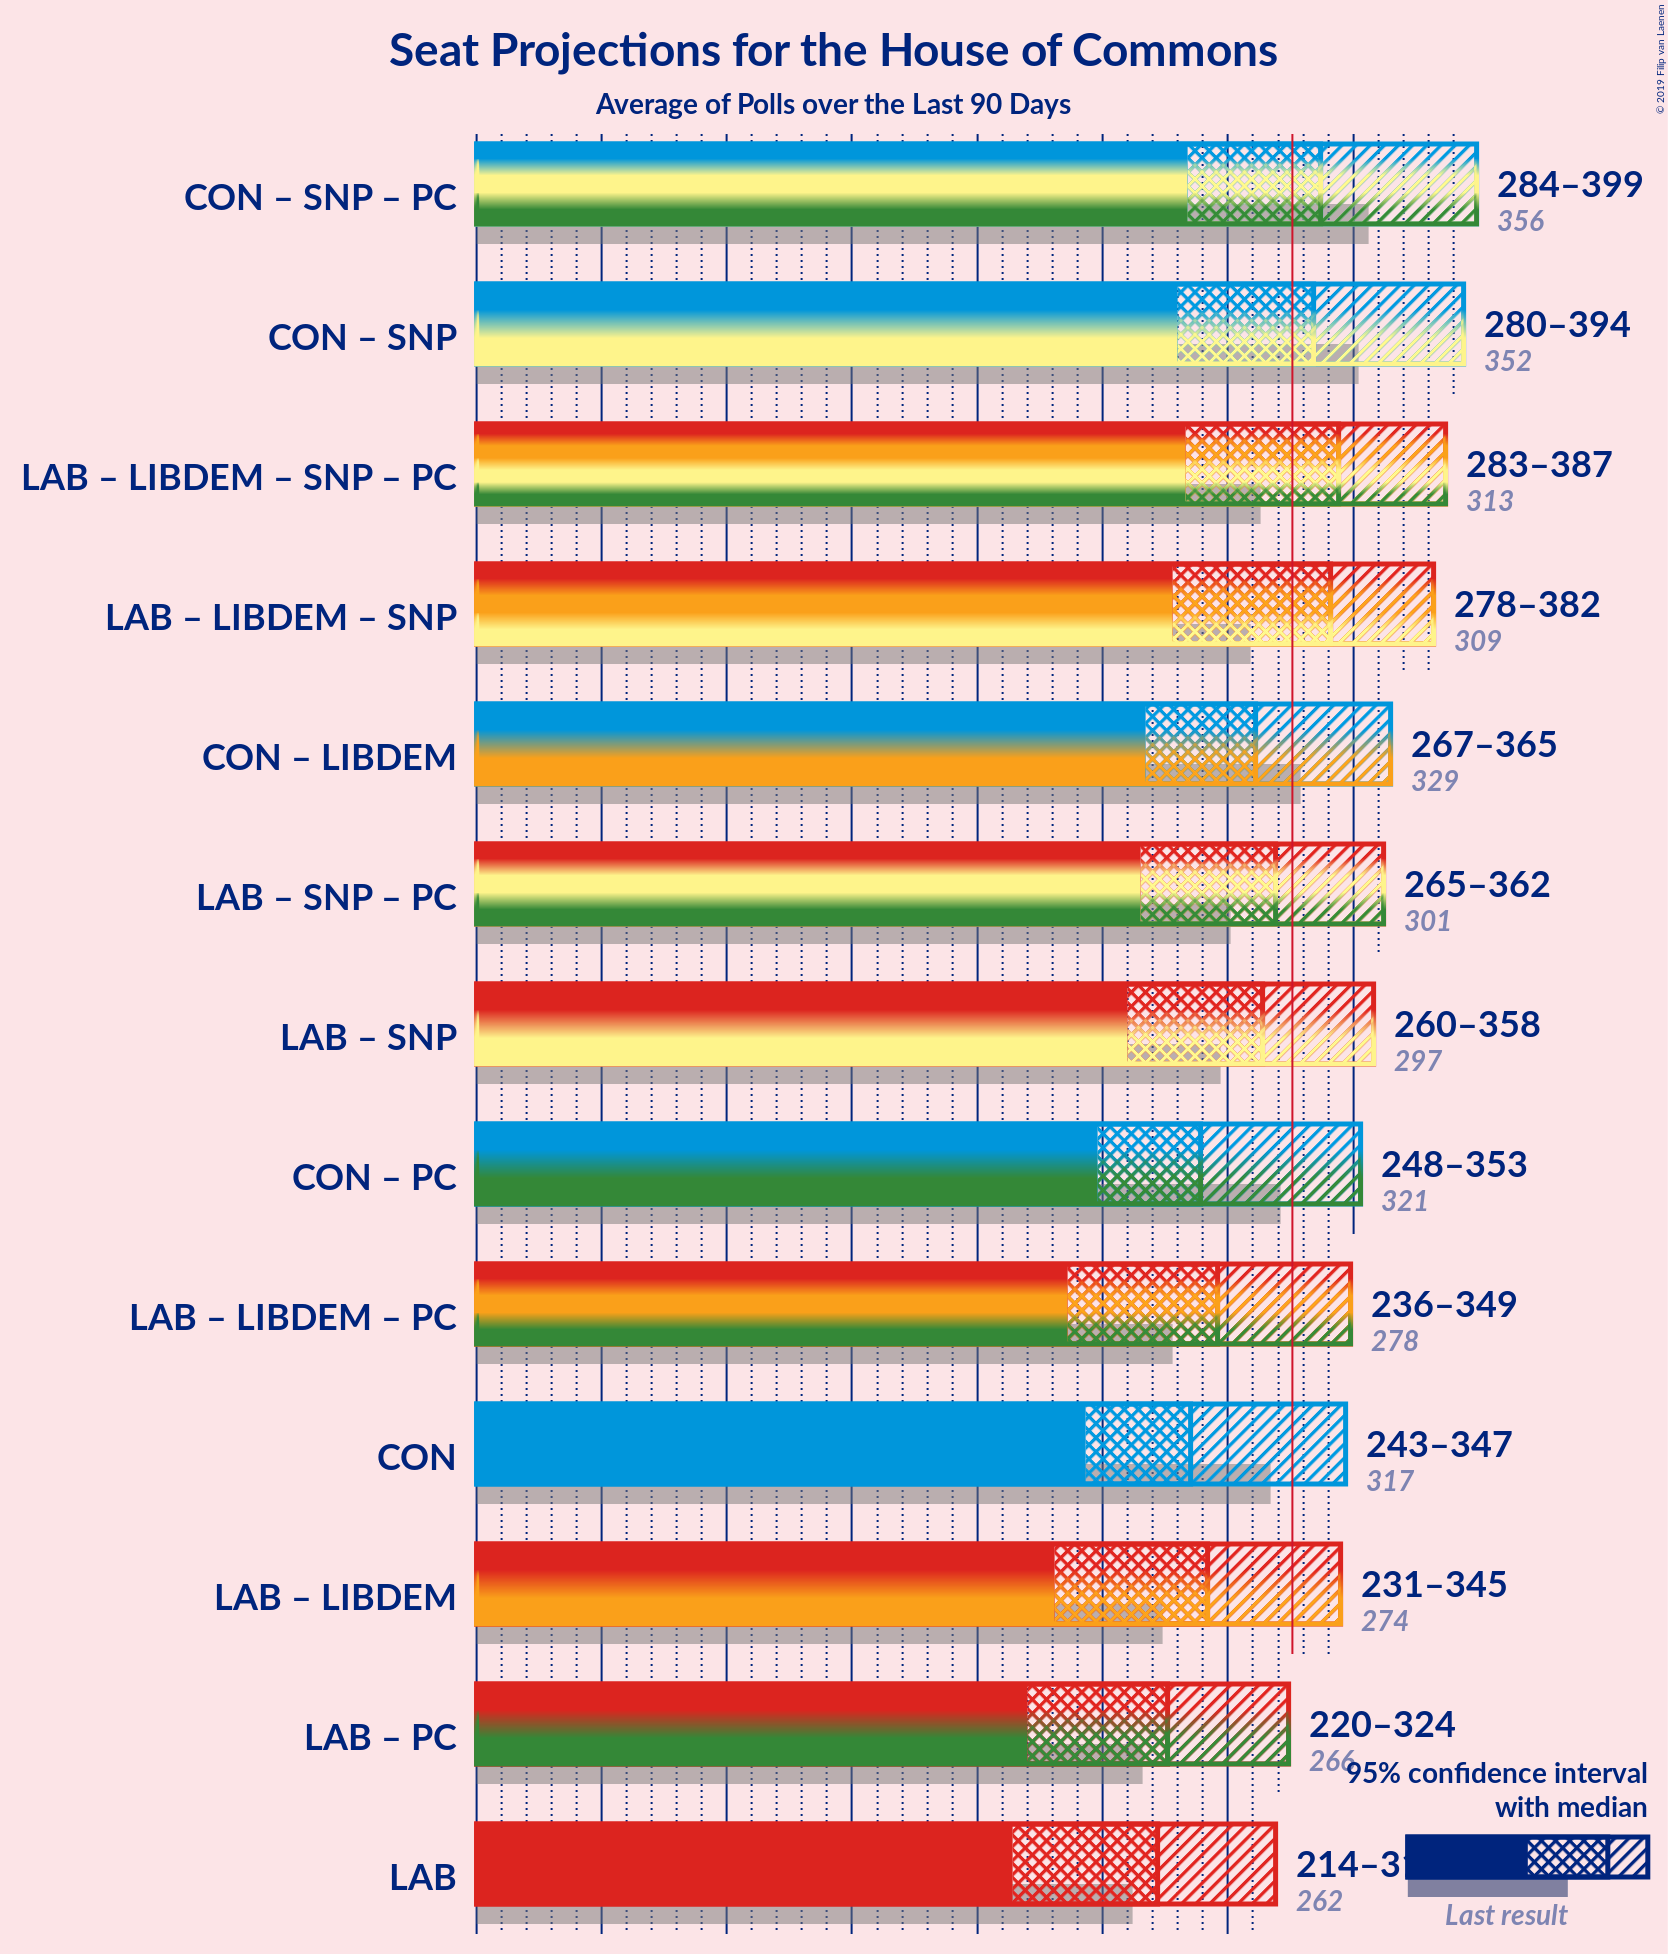 Seat Projections for the House of Commons
Average of Polls over the Last 90 Days
© 2019 Filip van Laenen
CON – SNP – PC
284–399
356
CON – SNP
280–394
352
LAB – LIBDEM – SNP – PC
283–387
313
LAB – LIBDEM – SNP
278–382
309
CON – LIBDEM
267–365
329
LAB – SNP – PC
265–362
301
LAB – SNP
260–358
297
CON – PC
248–353
321
LAB – LIBDEM – PC
236–349
278
CON
243–347
317
LAB – LIBDEM
231–345
274
LAB – PC
220–324
266
95% confidence interval
with median
LAB
214–3
262
Last result